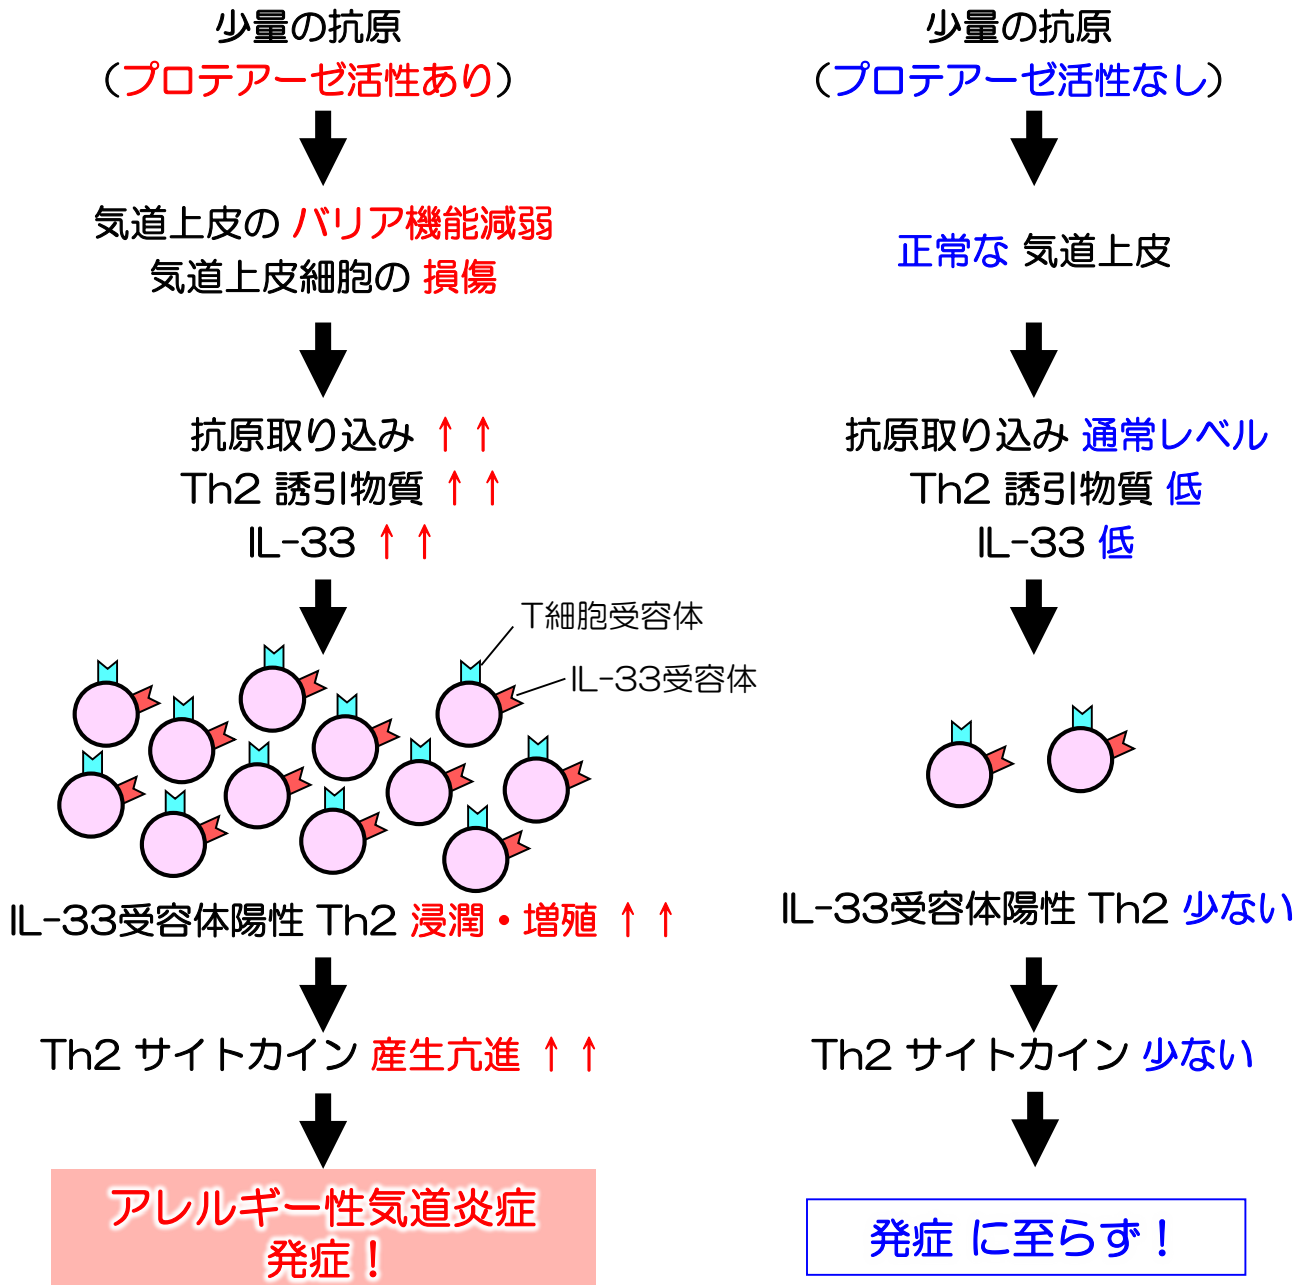 少量の抗原
（プロテアーゼ活性あり）
気道上皮の バリア機能減弱
気道上皮細胞の 損傷
抗原取り込み ↑ ↑
Th2 誘引物質 ↑ ↑
IL-33 ↑ ↑
T細胞受容体
IL-33受容体
IL-33受容体陽性 Th2 浸潤・増殖 ↑ ↑
Th2 サイトカイン 産生亢進 ↑ ↑
アレルギー性気道炎症
発症！
少量の抗原
（プロテアーゼ活性なし）
正常な 気道上皮
抗原取り込み 通常レベル
Th2 誘引物質 低
IL-33 低
IL-33受容体陽性 Th2 少ない
Th2 サイトカイン 少ない
発症 に至らず！